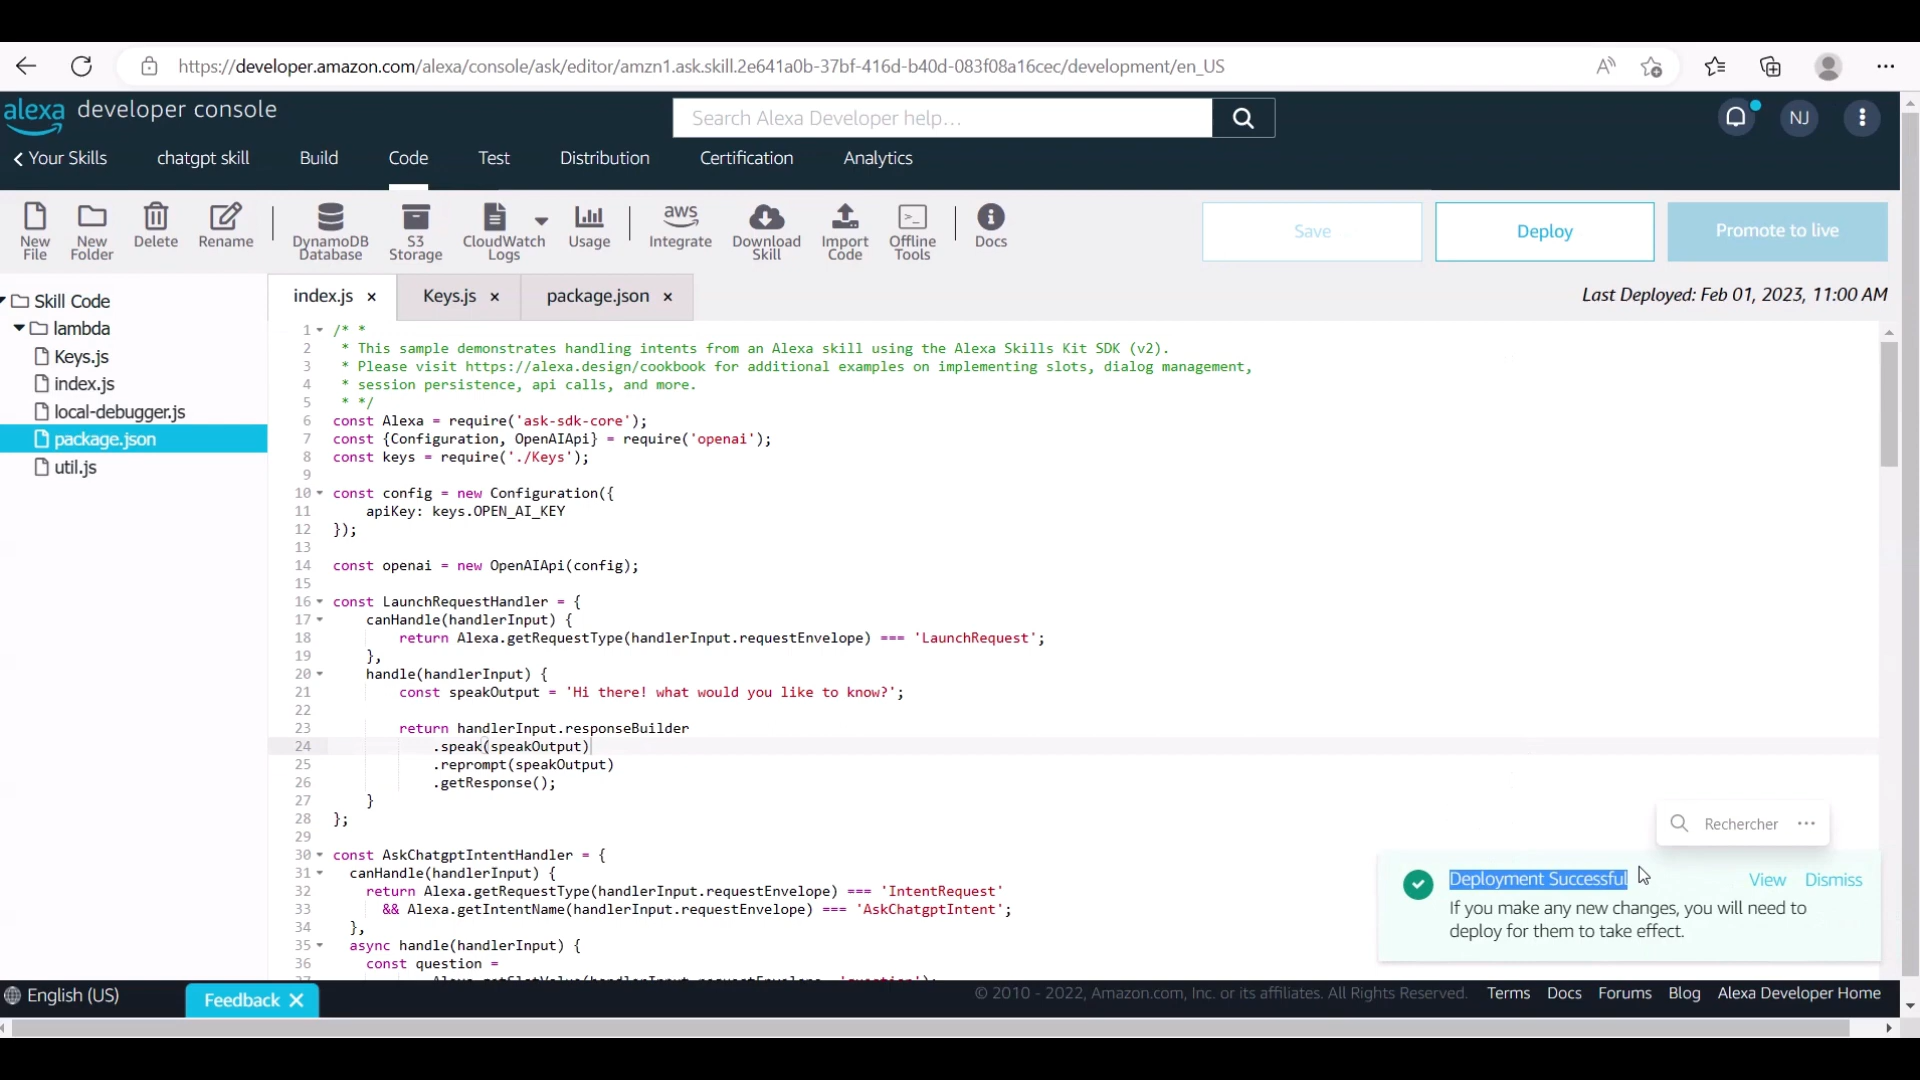 https://developer.amazon.com/alexa/console/ask/editor/amzn1.ask.skill.2e641a0b-37bf-416d-b40d-083f08a16cec/development/en_US
alexa developer console
Search Alexa Developer help…
NJ
Your Skills chatgpt skill Build Code Test Distribution Certification Analytics
New File
New Folder
Delete
Rename
DynamoDB Database
S3 Storage
CloudWatch Logs
Usage
aws
Integrate
Download Skill
Import Code
Offline Tools
Docs
Save
Deploy
Promote to live
Skill Code
lambda
Keys.js
index.js
local-debugger.js
package.json
util.js
index.js × Keys.js × package.json ×
Last Deployed: Feb 01, 2023, 11:00 AM
1 /* *
2 * This sample demonstrates handling intents from an Alexa skill using the Alexa Skills Kit SDK (v2).
3 * Please visit https://alexa.design/cookbook for additional examples on implementing slots, dialog management,
4 * session persistence, api calls, and more.
5 * */
6 const Alexa = require('ask-sdk-core');
7 const {Configuration, OpenAIApi} = require('openai');
8 const keys = require('./Keys');
9
10 const config = new Configuration({
11 apiKey: keys.OPEN_AI_KEY
12 });
13
14 const openai = new OpenAIApi(config);
15
16 const LaunchRequestHandler = {
17 canHandle(handlerInput) {
18 return Alexa.getRequestType(handlerInput.requestEnvelope) === 'LaunchRequest';
19 },
20 handle(handlerInput) {
21 const speakOutput = 'Hi there! what would you like to know?';
22
23 return handlerInput.responseBuilder
24 .speak(speakOutput)
25 .reprompt(speakOutput)
26 .getResponse();
27 }
28 };
29
30 const AskChatgptIntentHandler = {
31 canHandle(handlerInput) {
32 return Alexa.getRequestType(handlerInput.requestEnvelope) === 'IntentRequest'
33 && Alexa.getIntentName(handlerInput.requestEnvelope) === 'AskChatgptIntent';
34 },
35 async handle(handlerInput) {
36 const question =
Rechercher
Deployment Successful View Dismiss
If you make any new changes, you will need to
deploy for them to take effect.
English (US)
Feedback
© 2010 - 2022, Amazon.com, Inc. or its affiliates. All Rights Reserved. Terms Docs Forums Blog Alexa Developer Home